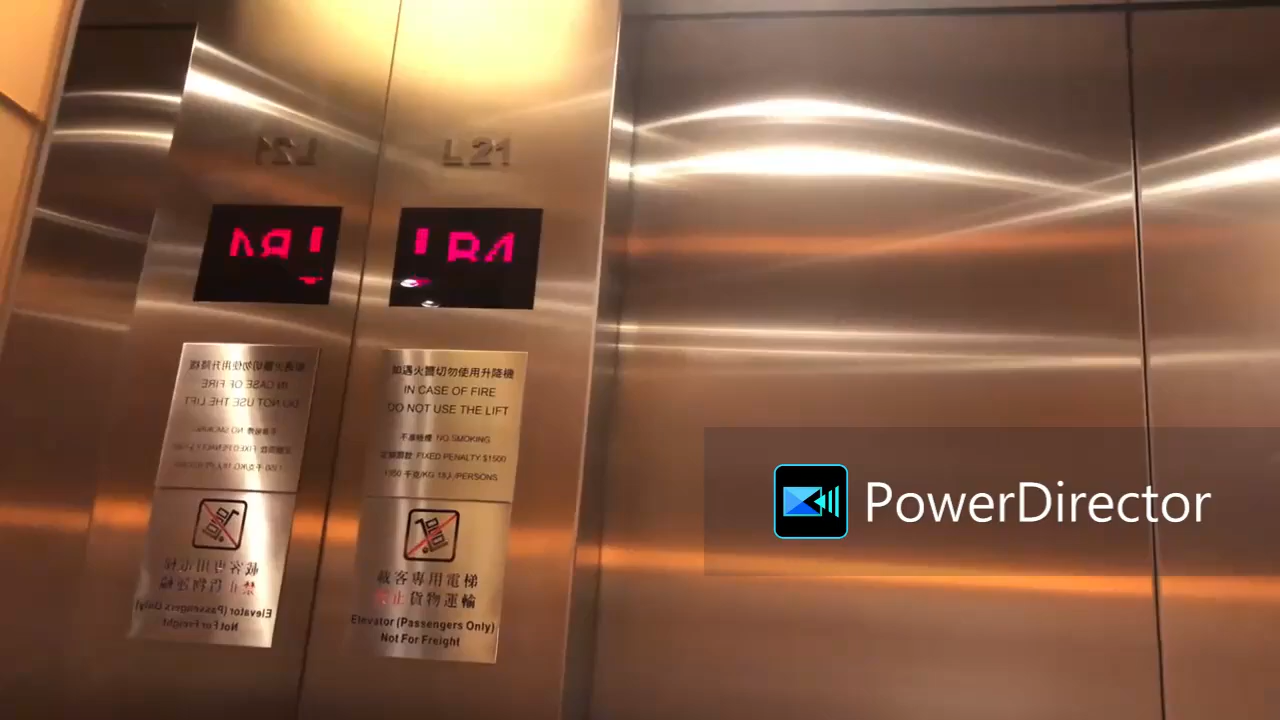 L21
如遇火警切勿使用升降機
IN CASE OF FIRE
DO NOT USE THE LIFT
不准吸煙 NO SMOKING
定額罰款 FIXED PENALTY $1500
1350 千克/KG 18人/PERSONS
載客專用電梯
禁止貨物運輸
Elevator (Passengers Only)
Not For Freight
PowerDirector